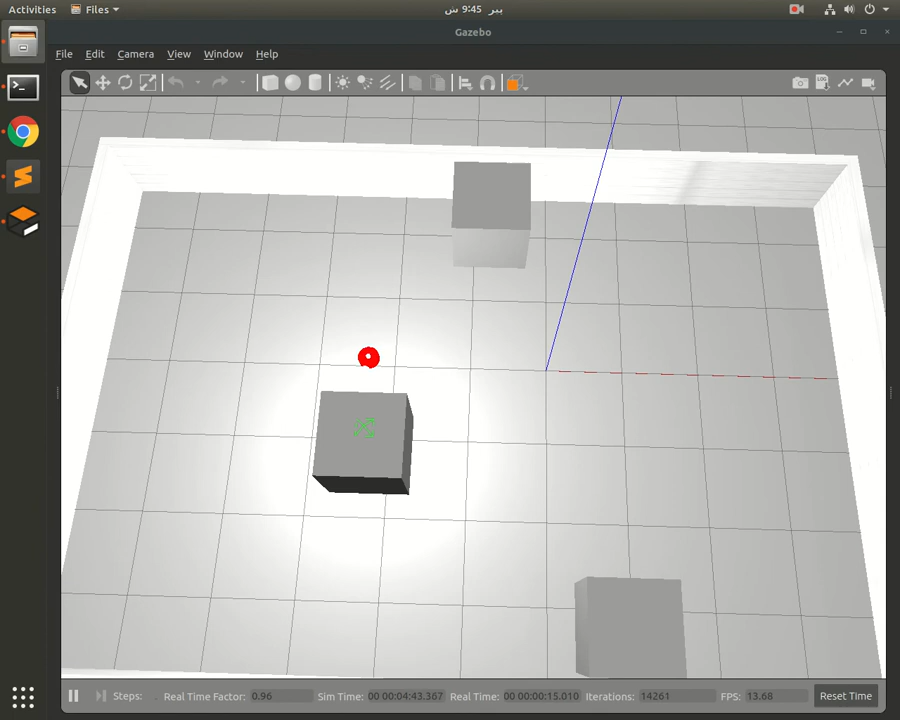 Activities Files پیر 9:45 ش
Gazebo
File Edit Camera View Window Help
LOG
Steps: Real Time Factor: 0.96 Sim Time: 00 00:04:43.367 Real Time: 00 00:00:15.010 Iterations: 14261 FPS: 13.68 Reset Time